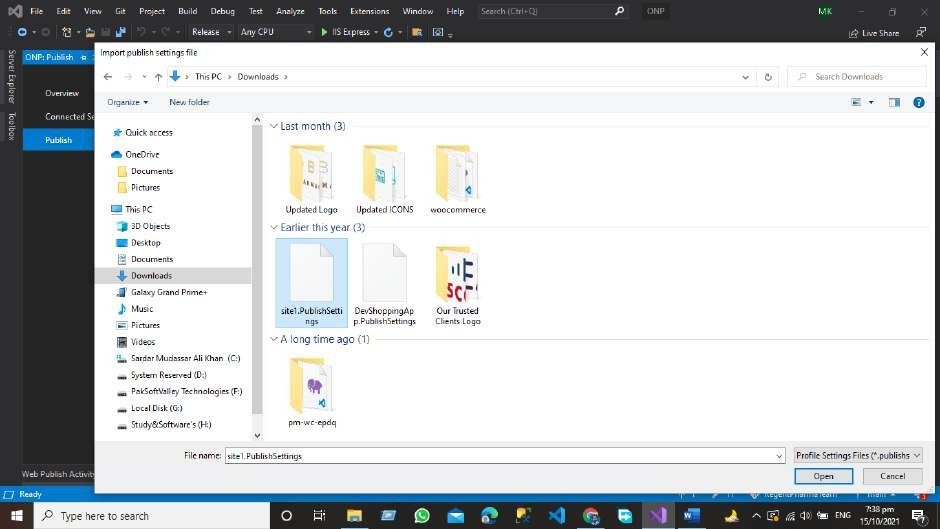 File Edit View Git Project Build Debug Test Analyze Tools Extensions Window Help Search (Ctrl+Q) ONP MK
Release Any CPU IIS Express Live Share
Server Explorer
Toolbox
ONP: Publish
Overview
Connected Se
Publish
Import publish settings file
This PC Downloads
Search Downloads
Organize New folder
Quick access
OneDrive
Documents
Pictures
This PC
3D Objects
Desktop
Documents
Downloads
Galaxy Grand Prime+
Music
Pictures
Videos
Sardar Mudassar Ali Khan (C:)
System Reserved (D:)
PakSoftValley Technologies (F:)
Local Disk (G:)
Study&Software's (H:)
Last month (3)
Updated Logo Updated ICONS woocommerce
Earlier this year (3)
site1.PublishSetti
ngs
DevShoppingAp
p.PublishSettings
Our Trusted
Clients Logo
A long time ago (1)
pm-wc-epdq
File name: site1.PublishSettings Profile Settings Files (*.publishs
Open Cancel
Web Publish Activity
Ready
RegentPharmaTeam main
Type here to search
ENG
7:38 pm
15/10/2021